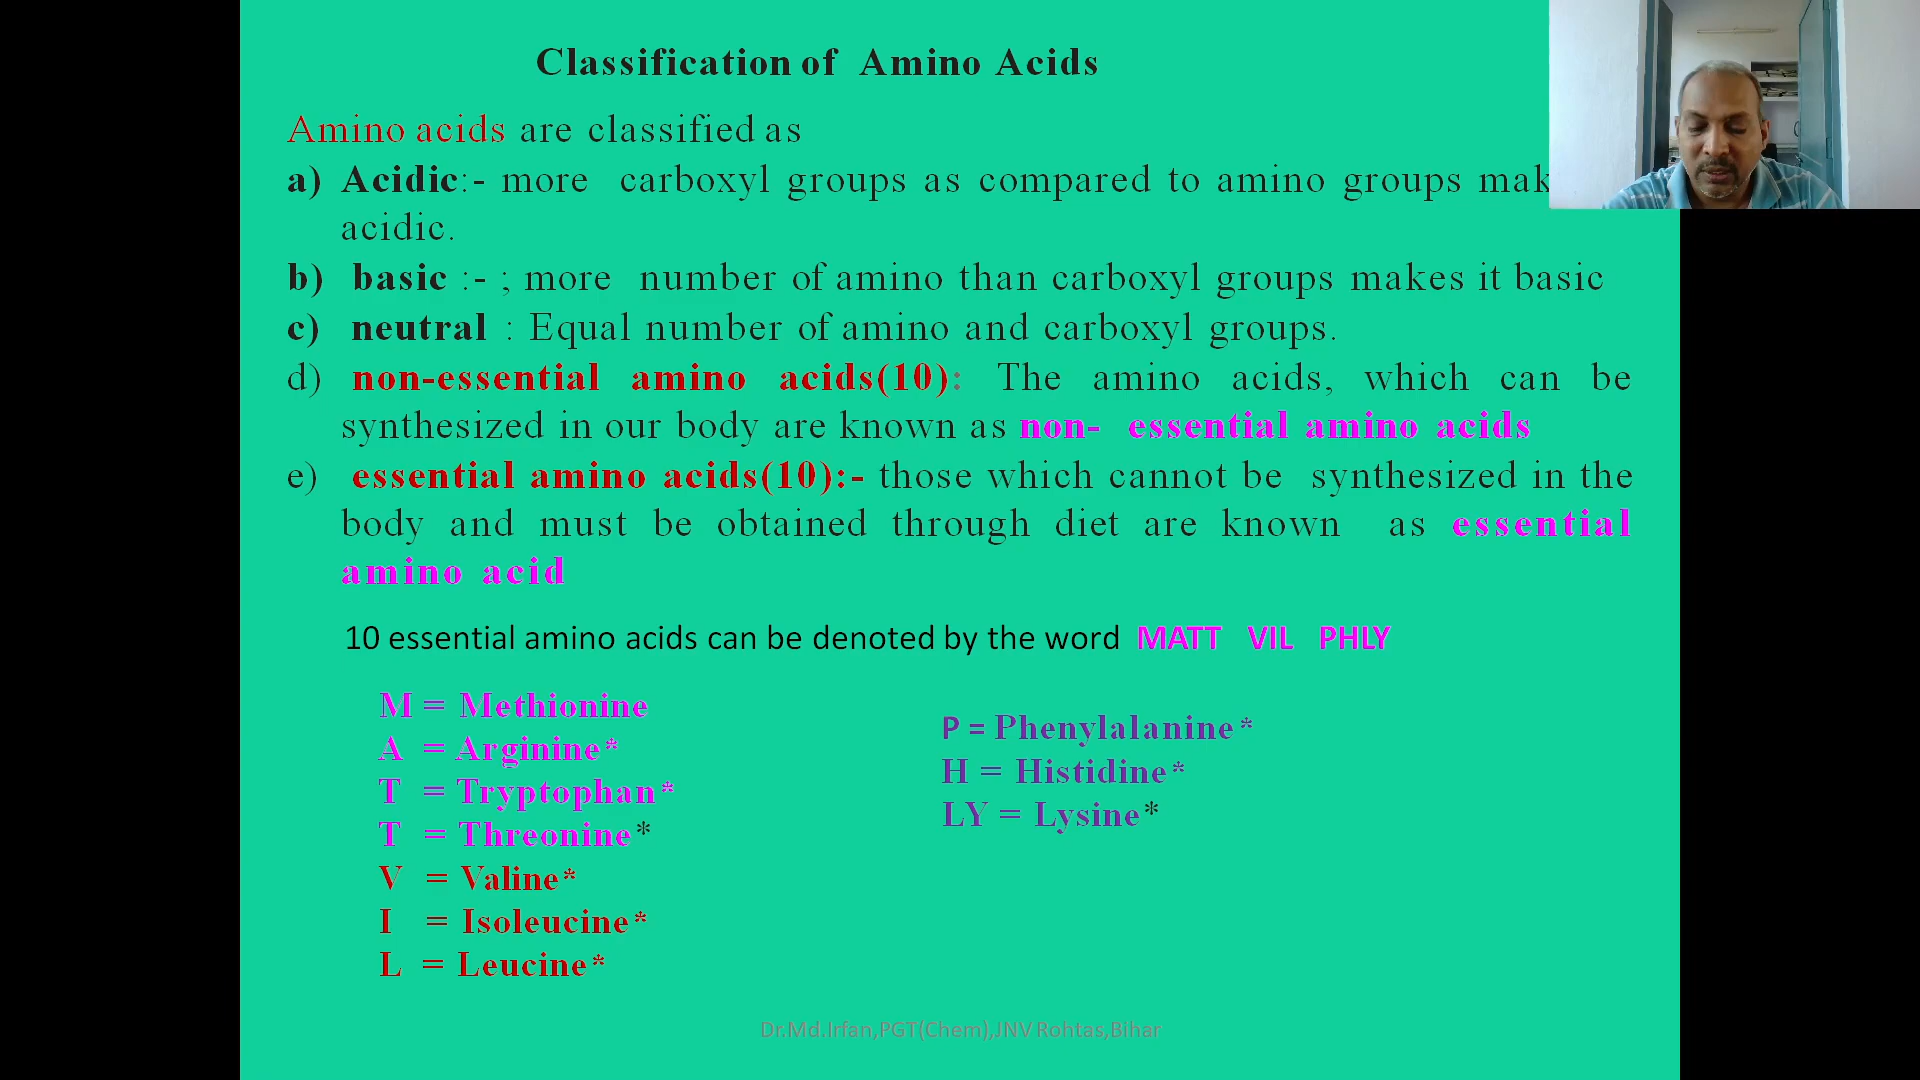 Classification of Amino Acids
Amino acids are classified as
a) Acidic:- more carboxyl groups as compared to amino groups mak
acidic.
b) basic :- ; more number of amino than carboxyl groups makes it basic
c) neutral : Equal number of amino and carboxyl groups.
d) non-essential amino acids(10): The amino acids, which can be
synthesized in our body are known as non- essential amino acids
e) essential amino acids(10):- those which cannot be synthesized in the
body and must be obtained through diet are known as essential
amino acid
10 essential amino acids can be denoted by the word MATT VIL PHLY
M = Methionine
A = Arginine*
T = Tryptophan*
T = Threonine*
V = Valine*
I = Isoleucine*
L = Leucine*
P = Phenylalanine*
H = Histidine*
LY = Lysine*
Dr.Md.Irfan,PGT(Chem),JNV Rohtas,Bihar